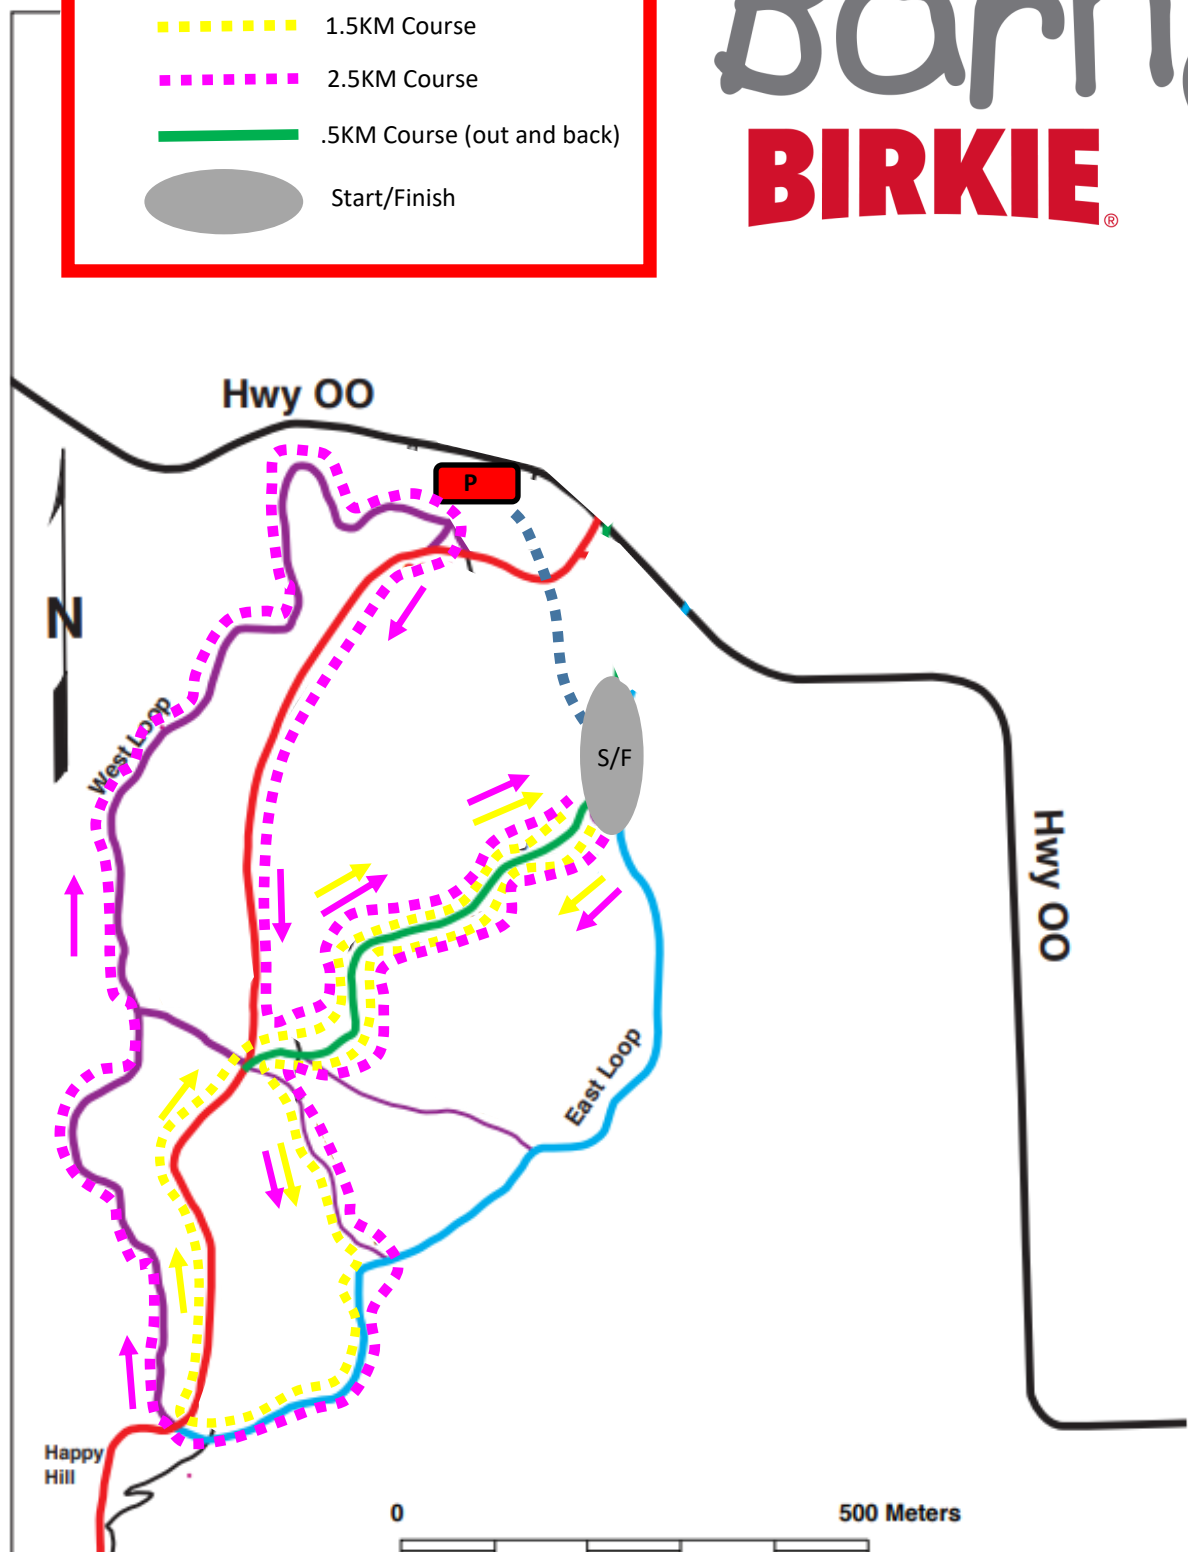 1.5KM Course
2.5KM Course
.5KM Course (out and back)
Start/Finish
BIRKIE®
Hwy OO
P
N
West Loop
S/F
Hwy OO
East Loop
Happy
Hill
0
500 Meters